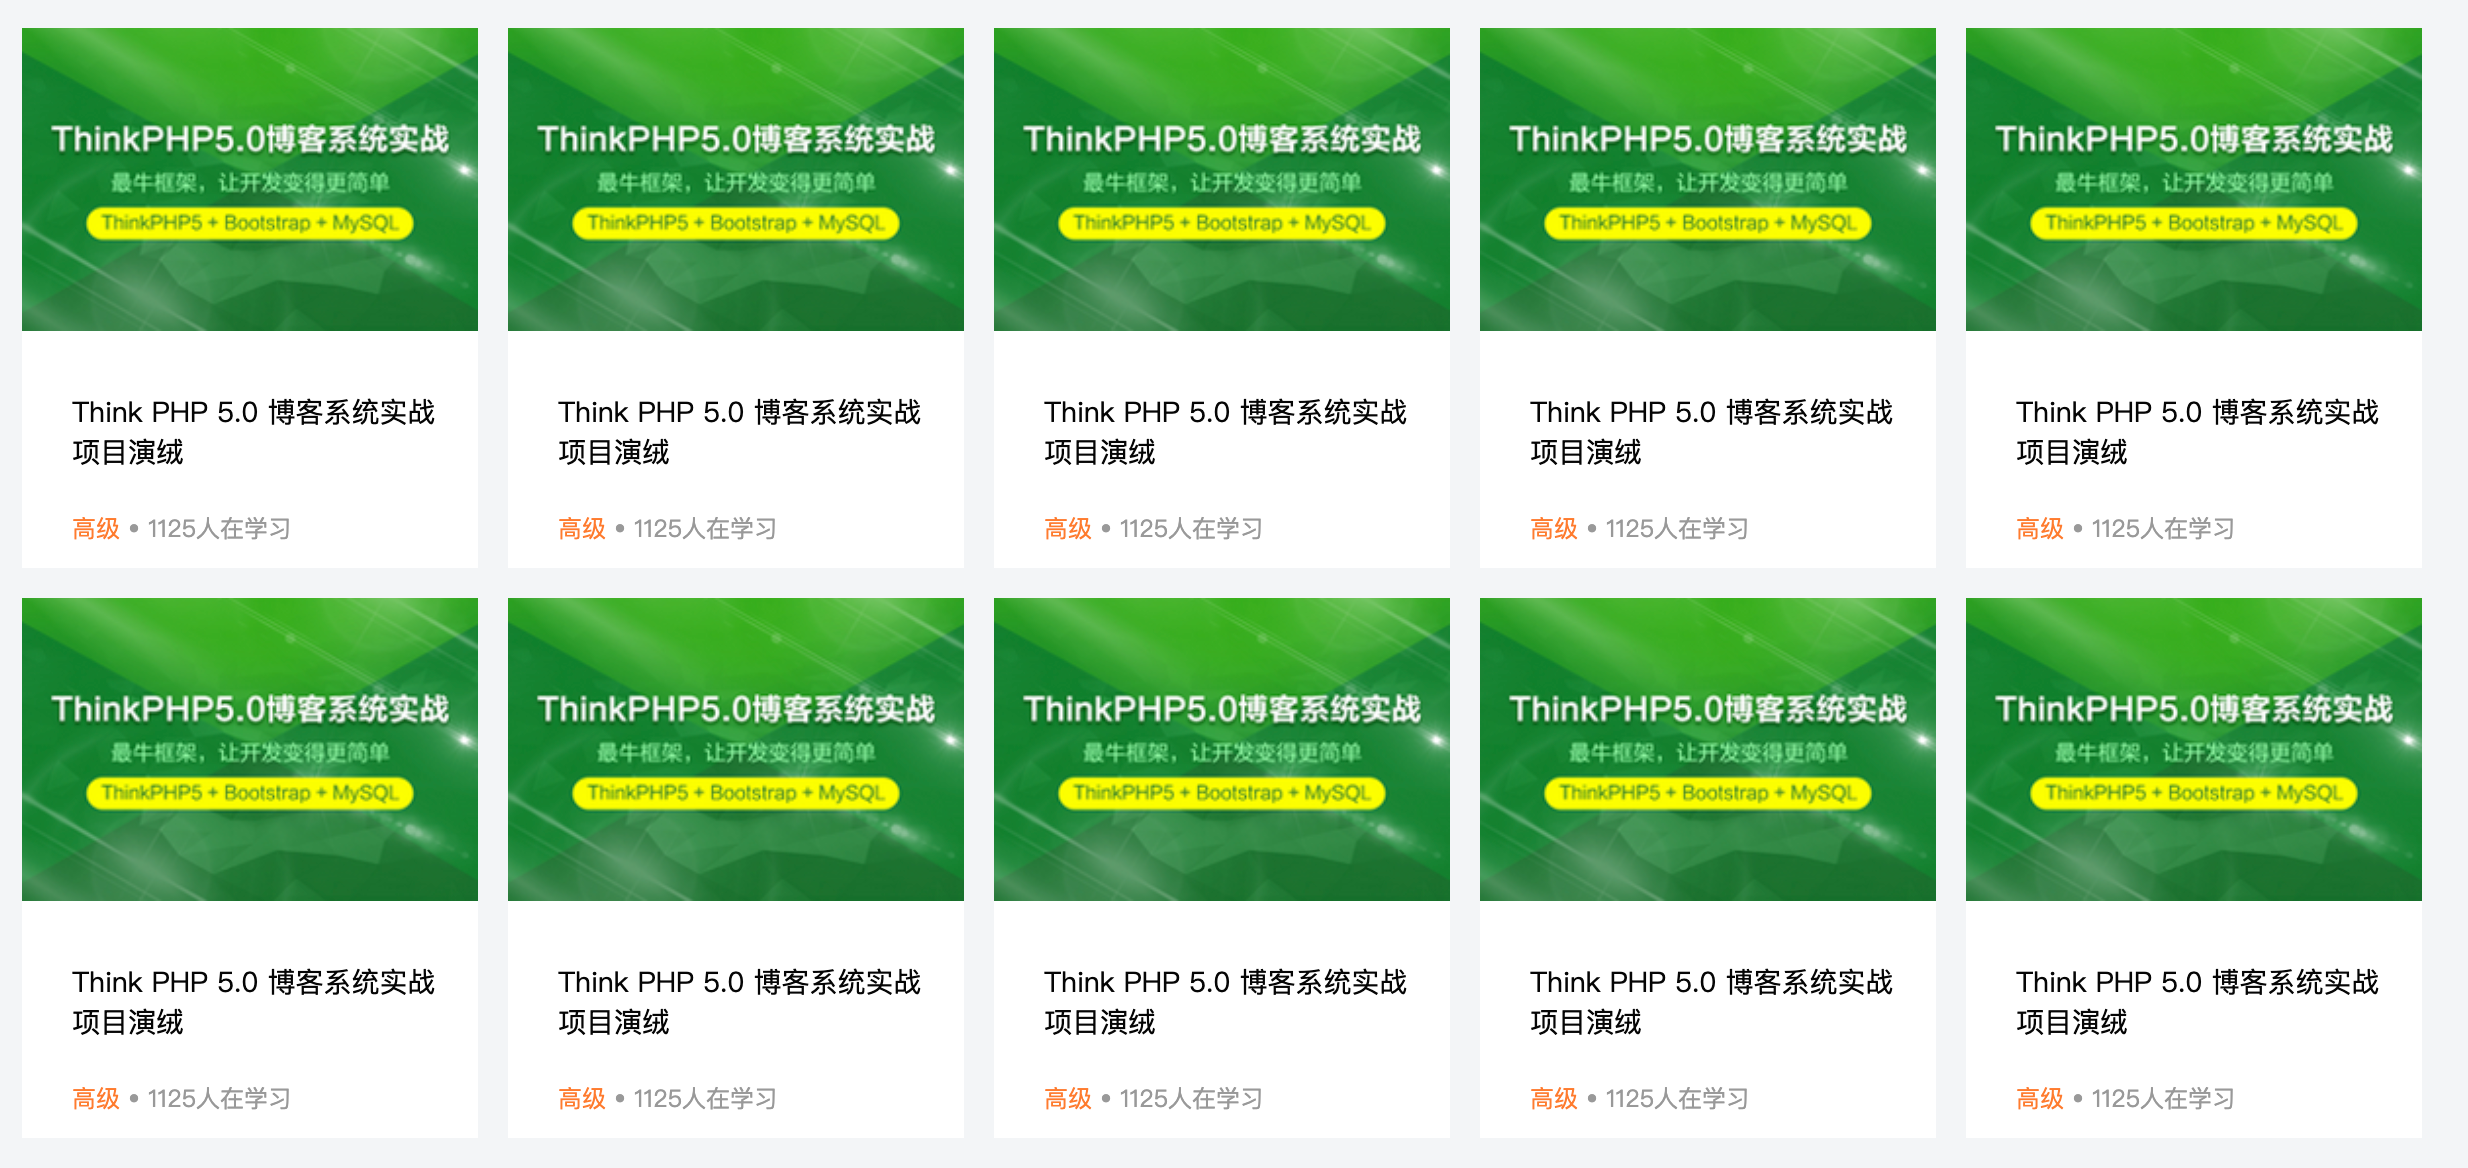 ThinkPHP5.0博客系统实战 ThinkPHP5.0博客系统实战 ThinkPHP5.0博客系统实战 ThinkPHP5.0博客系统实战 ThinkPHP5.0博客系统实战
最牛框架，让开发变得更简单 最牛框架，让开发变得更简单 最牛框架，让开发变得更简单 最牛框架，让开发变得更简单 最牛框架，让开发变得更简单
ThinkPHP5 + Bootstrap + MySQL ThinkPHP5 + Bootstrap + MySQL ThinkPHP5 + Bootstrap + MySQL ThinkPHP5 + Bootstrap + MySQL ThinkPHP5 + Bootstrap + MySQL
Think PHP 5.0 博客系统实战 Think PHP 5.0 博客系统实战 Think PHP 5.0 博客系统实战 Think PHP 5.0 博客系统实战 Think PHP 5.0 博客系统实战
项目演绒 项目演绒 项目演绒 项目演绒 项目演绒
高级 • 1125人在学习 高级 • 1125人在学习 高级 • 1125人在学习 高级 • 1125人在学习 高级 • 1125人在学习
ThinkPHP5.0博客系统实战 ThinkPHP5.0博客系统实战 ThinkPHP5.0博客系统实战 ThinkPHP5.0博客系统实战 ThinkPHP5.0博客系统实战
最牛框架，让开发变得更简单 最牛框架，让开发变得更简单 最牛框架，让开发变得更简单 最牛框架，让开发变得更简单 最牛框架，让开发变得更简单
ThinkPHP5 + Bootstrap + MySQL ThinkPHP5 + Bootstrap + MySQL ThinkPHP5 + Bootstrap + MySQL ThinkPHP5 + Bootstrap + MySQL ThinkPHP5 + Bootstrap + MySQL
Think PHP 5.0 博客系统实战 Think PHP 5.0 博客系统实战 Think PHP 5.0 博客系统实战 Think PHP 5.0 博客系统实战 Think PHP 5.0 博客系统实战
项目演绒 项目演绒 项目演绒 项目演绒 项目演绒
高级 • 1125人在学习 高级 • 1125人在学习 高级 • 1125人在学习 高级 • 1125人在学习 高级 • 1125人在学习